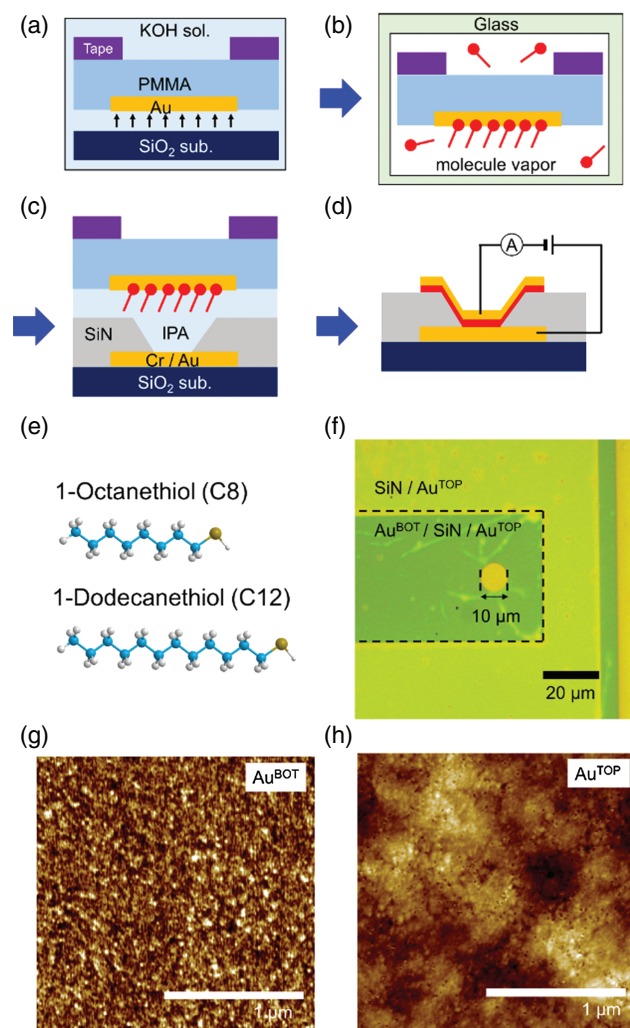 (a)
KOH sol.
Tape
PMMA
Au
SiO₂ sub.
(b)
Glass
molecule vapor
(c)
SiN
IPA
Cr / Au
SiO₂ sub.
(d)
A
(e)
1-Octanethiol (C8)
1-Dodecanethiol (C12)
(f)
SiN / Auᵀᴼᴾ
Auᴮᴼᵀ / SiN / Auᵀᴼᴾ
10 μm
20 μm
(g)
Auᴮᴼᵀ
1 μm
(h)
Auᵀᴼᴾ
1 μm